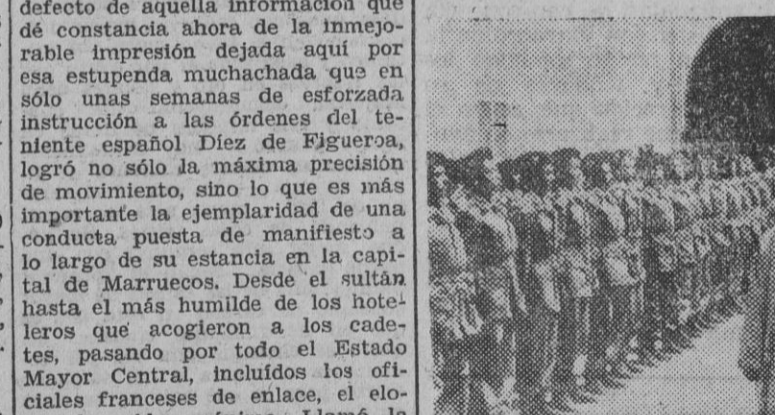 defecto de aquella información que
dé constancia ahora de la inmejo-
rable impresión dejada aquí por
esa estupenda muchachada que en
sólo unas semanas de esforzada
instrucción a las órdenes del te-
niente español Díez de Figueroa,
logró no sólo la máxima precisión
de movimiento, sino lo que es más
importante la ejemplaridad de una
conducta puesta de manifiesto a
lo largo de su estancia en la capi-
tal de Marruecos. Desde el sultán
hasta el más humilde de los hote-
leros que acogieron a los cade-
tes, pasando por todo el Estado
Mayor Central, incluídos los ofi-
ciales franceses de enlace, el elo-
Llamó la